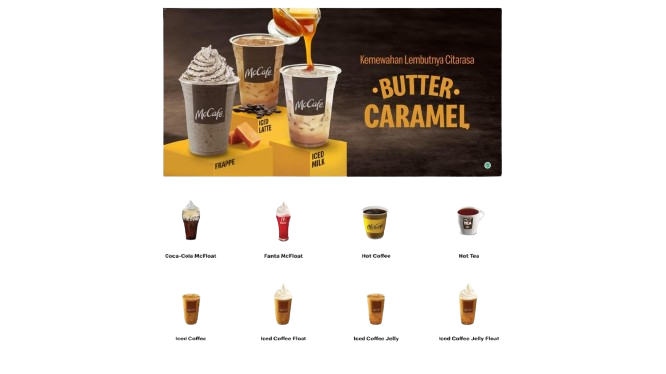 Kemewahan Lembutnya Citarasa
·BUTTER·
CARAMEL
McCafé
McCafé
McCafé
ICED
LATTE
FRAPPE
ICED
MILK
Coca-Cola McFloat
Fanta McFloat
Hot Coffee
Hot Tea
Iced Coffee
Iced Coffee Float
Iced Coffee Jelly
Iced Coffee Jelly Float